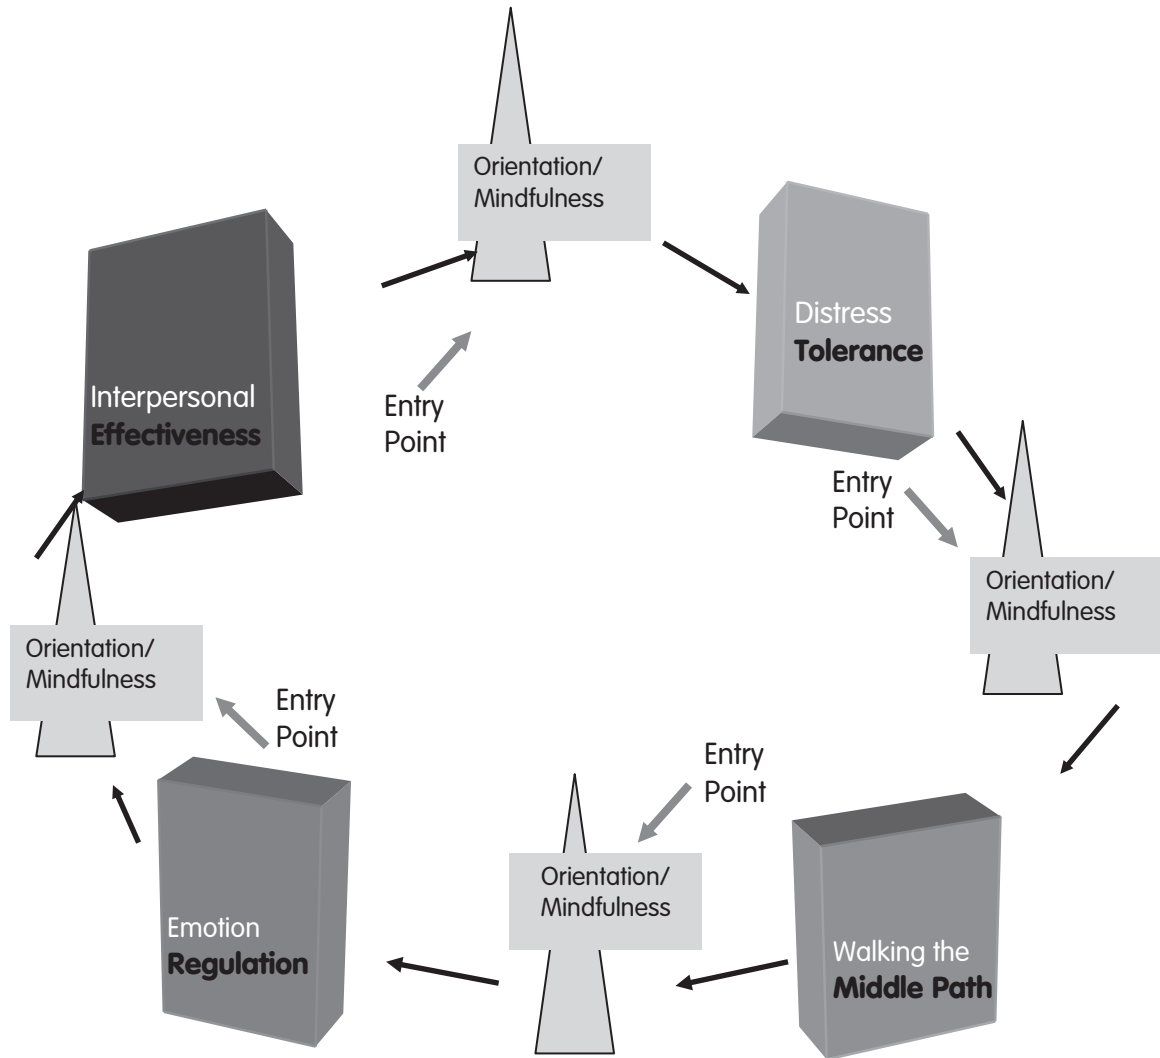 Orientation/
Mindfulness
Distress
Tolerance
Entry
Point
Orientation/
Mindfulness
Walking the
Middle Path
Entry
Point
Orientation/
Mindfulness
Emotion
Regulation
Entry
Point
Orientation/
Mindfulness
Interpersonal
Effectiveness
Entry
Point